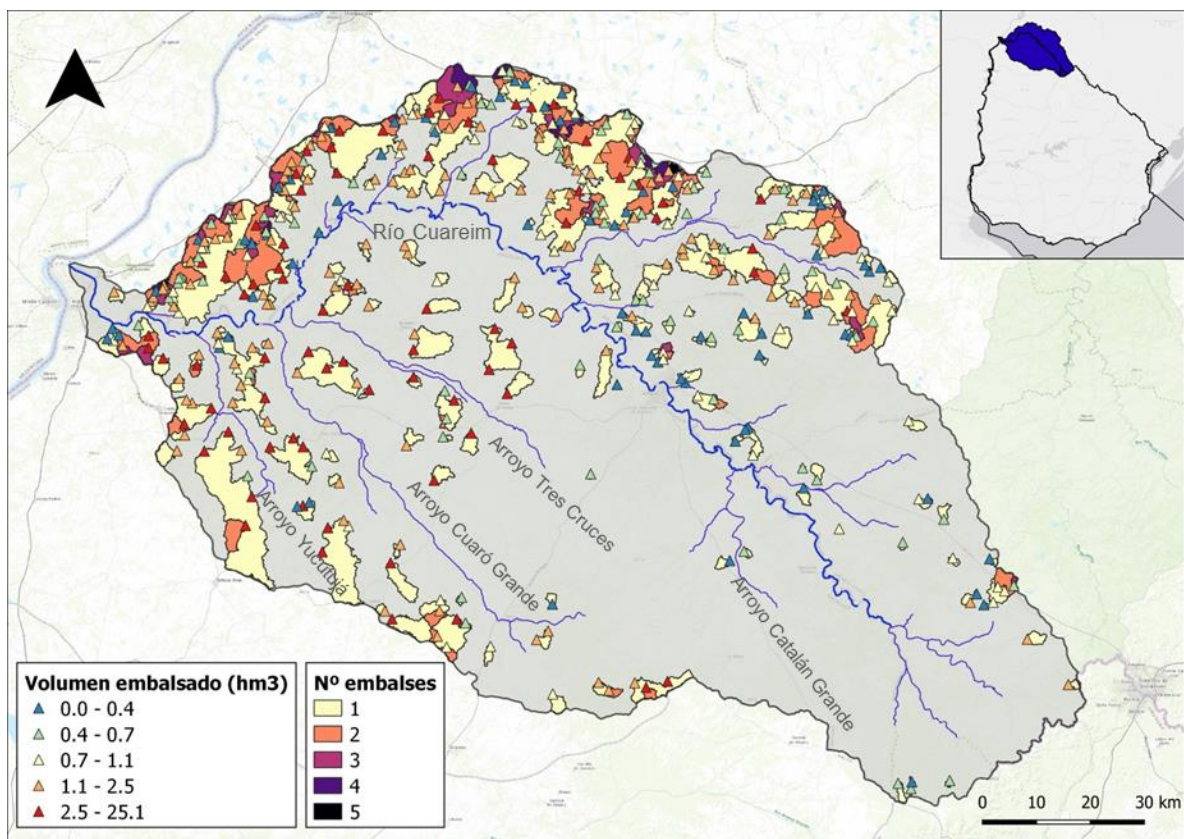 Río Cuareim
Arroyo Tres Cruces
Arroyo Cuaró Grande
Arroyo Yucutujá
Arroyo Catalán Grande
Volumen embalsado (hm3)
0.0 - 0.4
0.4 - 0.7
0.7 - 1.1
1.1 - 2.5
2.5 - 25.1
Nº embalses
1
2
3
4
5
0 10 20 30 km